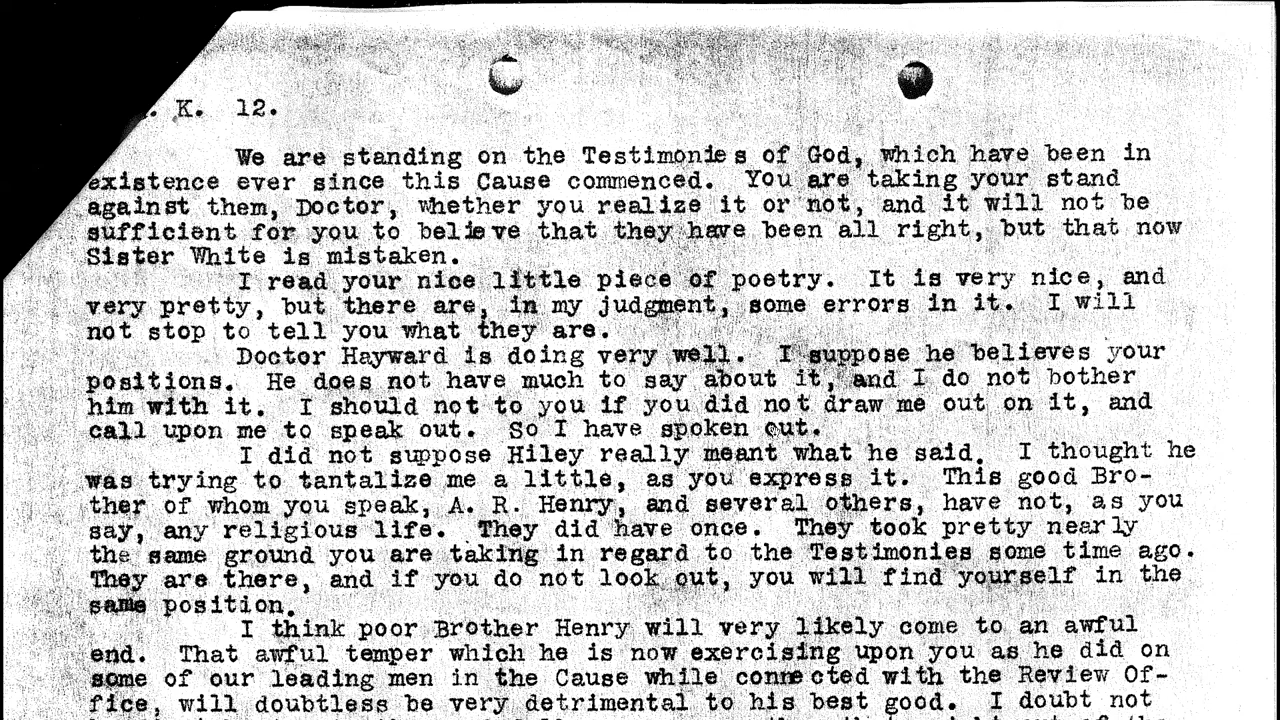 . K. 12.
We are standing on the Testimonies of God, which have been in
existence ever since this Cause commenced. You are taking your stand
against them, Doctor, whether you realize it or not, and it will not be
sufficient for you to believe that they have been all right, but that now
Sister White is mistaken.
I read your nice little piece of poetry. It is very nice, and
very pretty, but there are, in my judgment, some errors in it. I will
not stop to tell you what they are.
Doctor Hayward is doing very well. I suppose he believes your
positions. He does not have much to say about it, and I do not bother
him with it. I should not to you if you did not draw me out on it, and
call upon me to speak out. So I have spoken out.
I did not suppose Hiley really meant what he said. I thought he
was trying to tantalize me a little, as you express it. This good Bro-
ther of whom you speak, A. R. Henry, and several others, have not, as you
say, any religious life. They did have once. They took pretty nearly
the same ground you are taking in regard to the Testimonies some time ago.
They are there, and if you do not look out, you will find yourself in the
same position.
I think poor Brother Henry will very likely come to an awful
end. That awful temper which he is now exercising upon you as he did on
some of our leading men in the Cause while connected with the Review Of-
fice, will doubtless be very detrimental to his best good. I doubt not